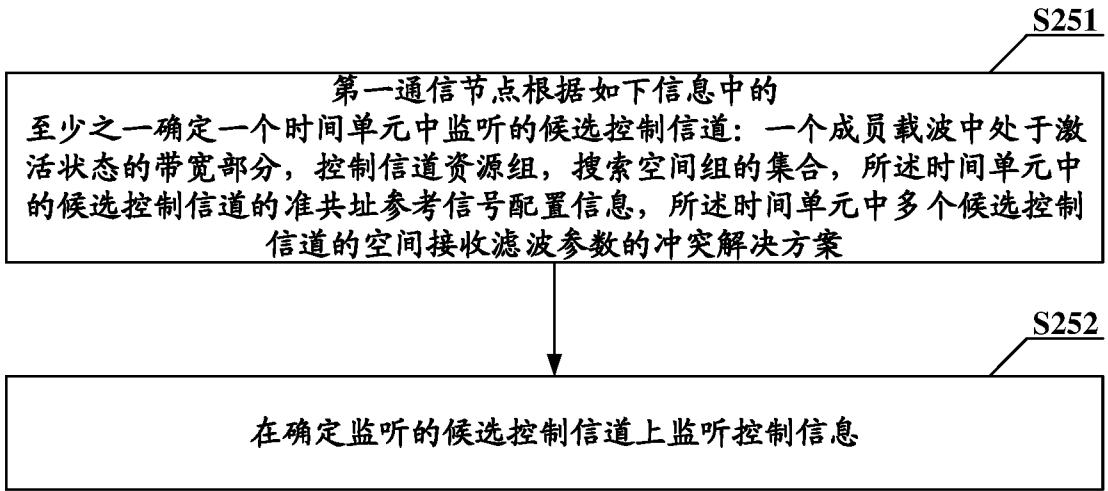 S251
第一通信节点根据如下信息中的
至少之一确定一个时间单元中监听的候选控制信道：一个成员载波中处于激
活状态的带宽部分，控制信道资源组，搜索空间组的集合，所述时间单元中
的候选控制信道的准共址参考信号配置信息，所述时间单元中多个候选控制
信道的空间接收滤波参数的冲突解决方案
S252
在确定监听的候选控制信道上监听控制信息